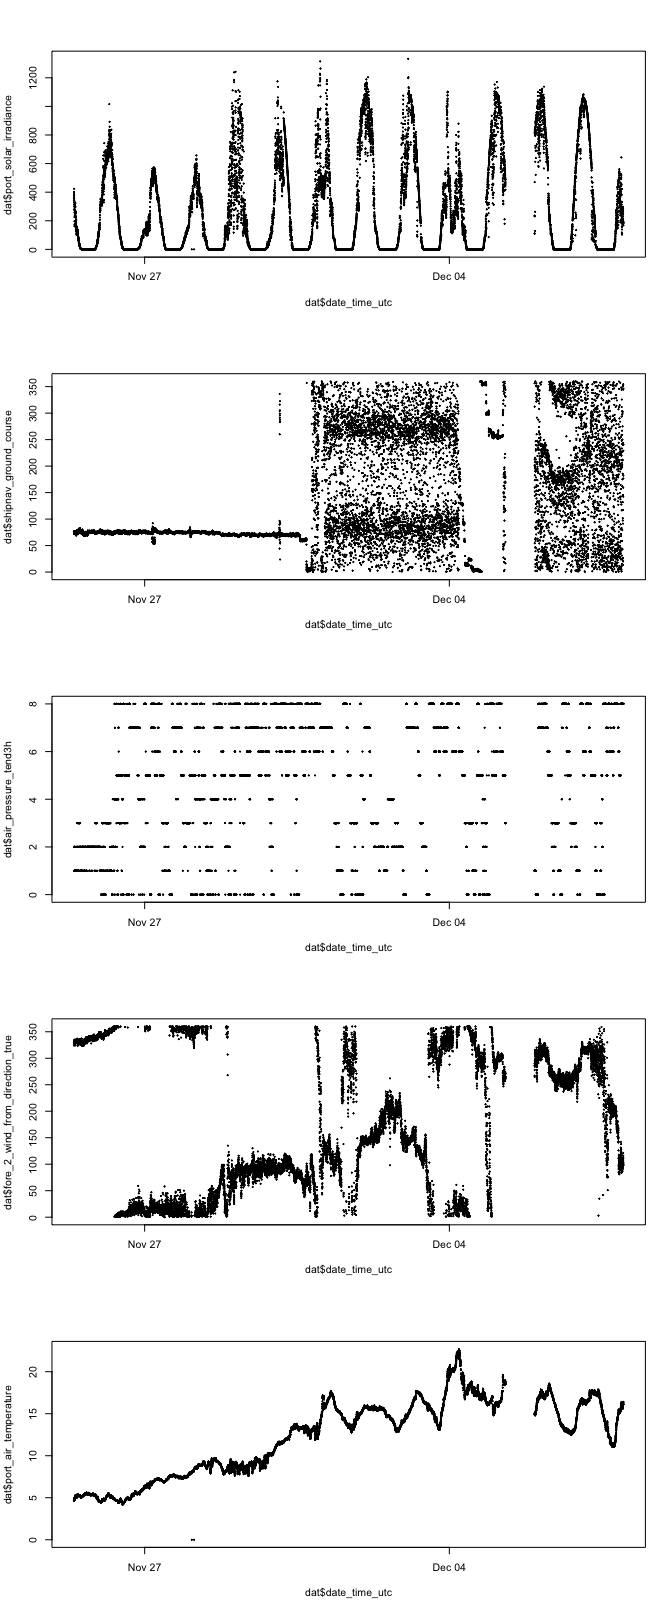 dat$port_solar_irradiance
0 200 400 600 800 1200
Nov 27 Dec 04
dat$date_time_utc
dat$shipnav_ground_course
0 50 100 150 200 250 300 350
Nov 27 Dec 04
dat$date_time_utc
dat$air_pressure_tend3h
0 2 4 6 8
Nov 27 Dec 04
dat$date_time_utc
dat$fore_2_wind_from_direction_true
0 50 100 150 200 250 300 350
Nov 27 Dec 04
dat$date_time_utc
dat$port_air_temperature
0 5 10 15 20
Nov 27 Dec 04
dat$date_time_utc